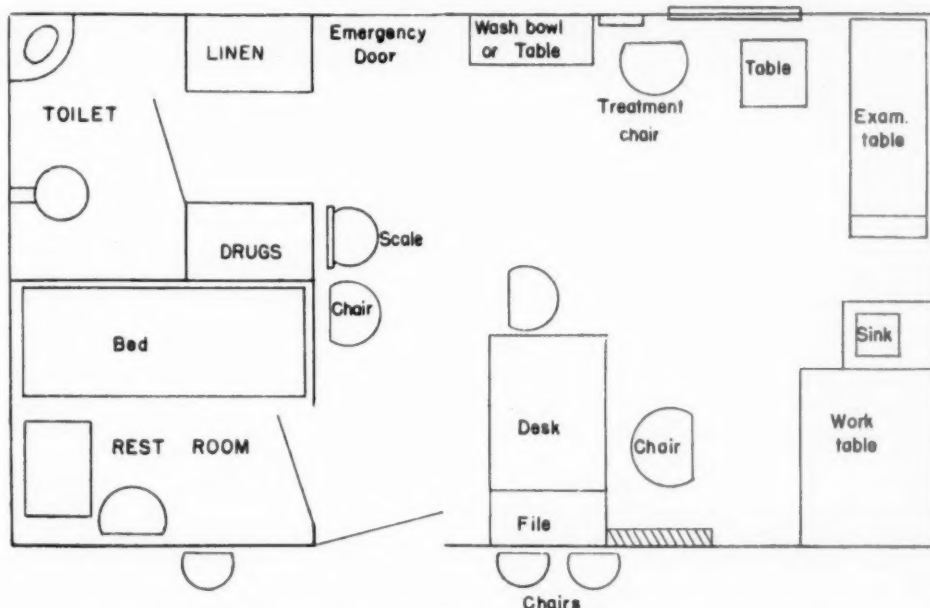 LINEN
Emergency
Door
Wash bowl
or Table
Table
Treatment
chair
Exam.
table
TOILET
DRUGS
Scale
Chair
Bed
Sink
REST ROOM
Desk
Chair
Work
table
File
Chairs